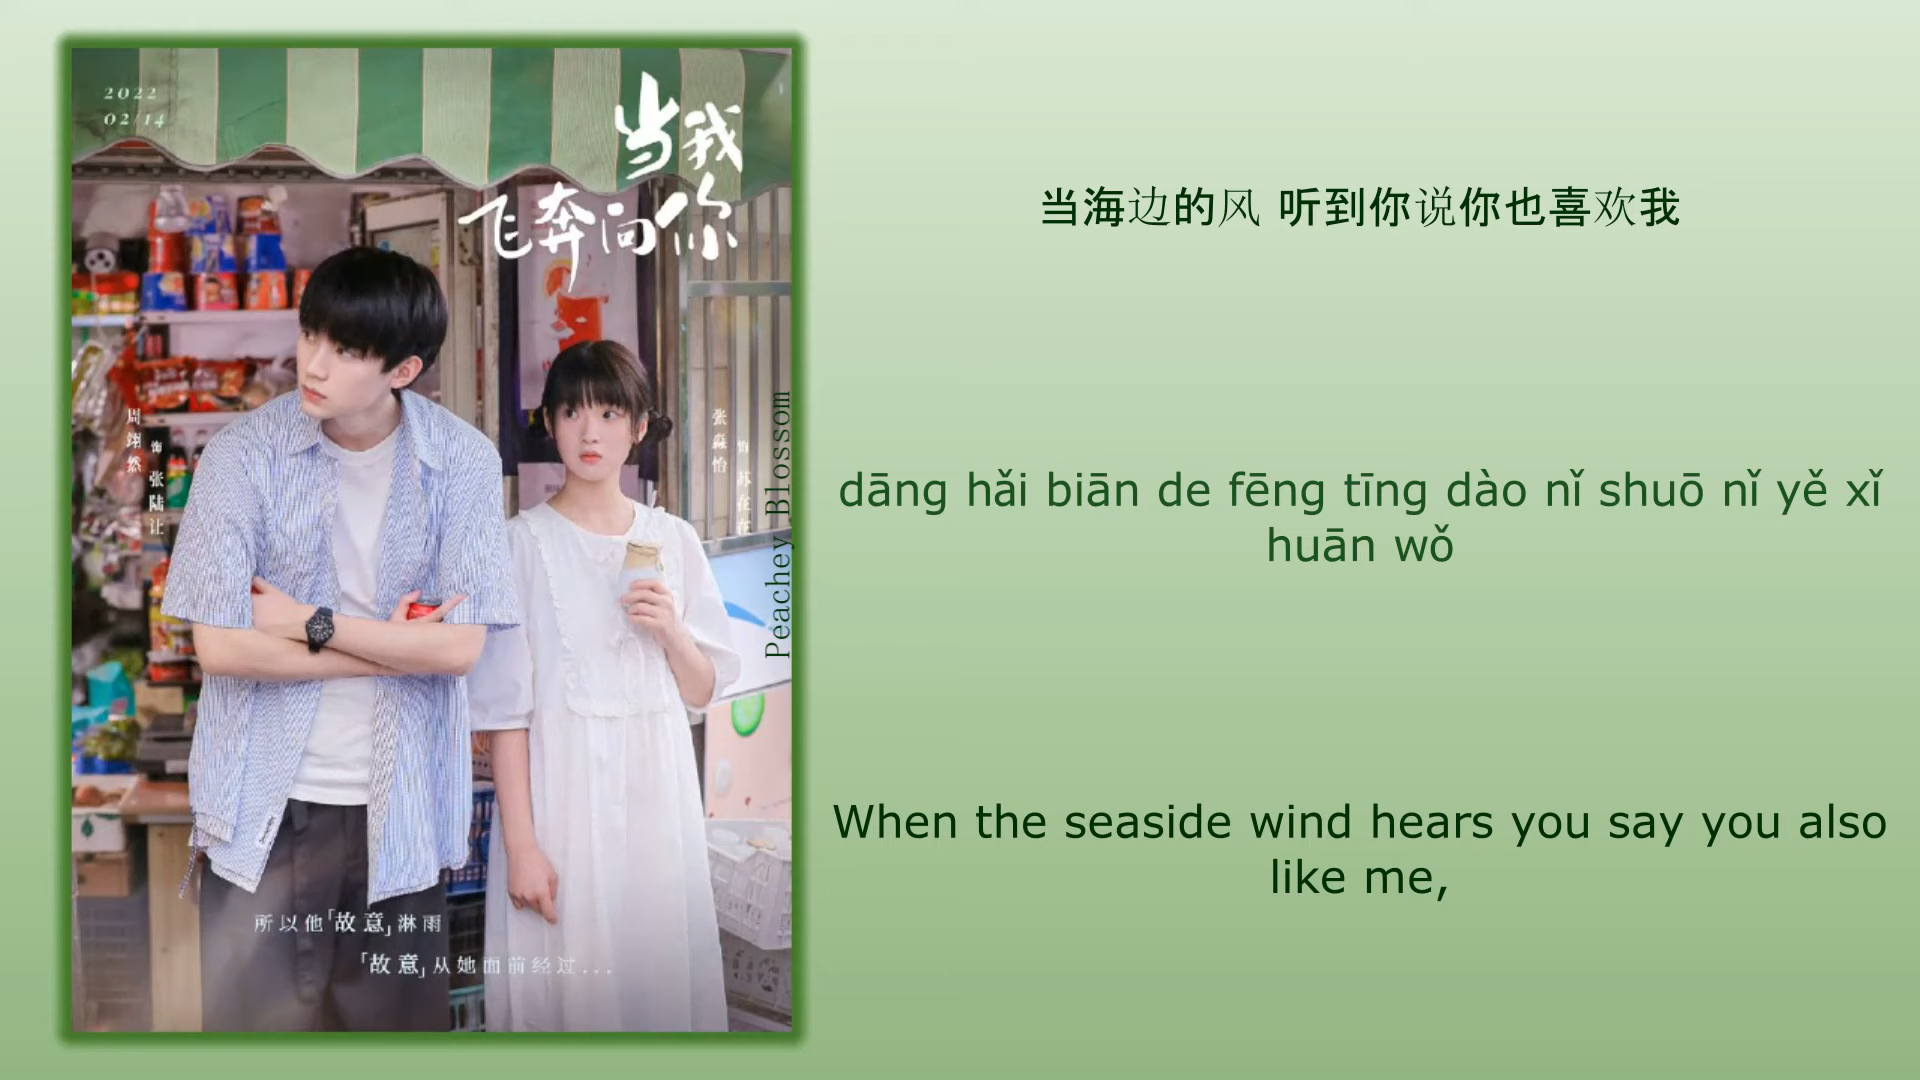 2022
02/14
当我
飞奔向你
周翊然
饰 张陆让
张淼怡
饰 苏在在
Peachey Blossom
所以他「故意」淋雨
「故意」从她面前经过...
当海边的风 听到你说你也喜欢我
dāng hǎi biān de fēng tīng dào nǐ shuō nǐ yě xǐ
huān wǒ
When the seaside wind hears you say you also
like me,